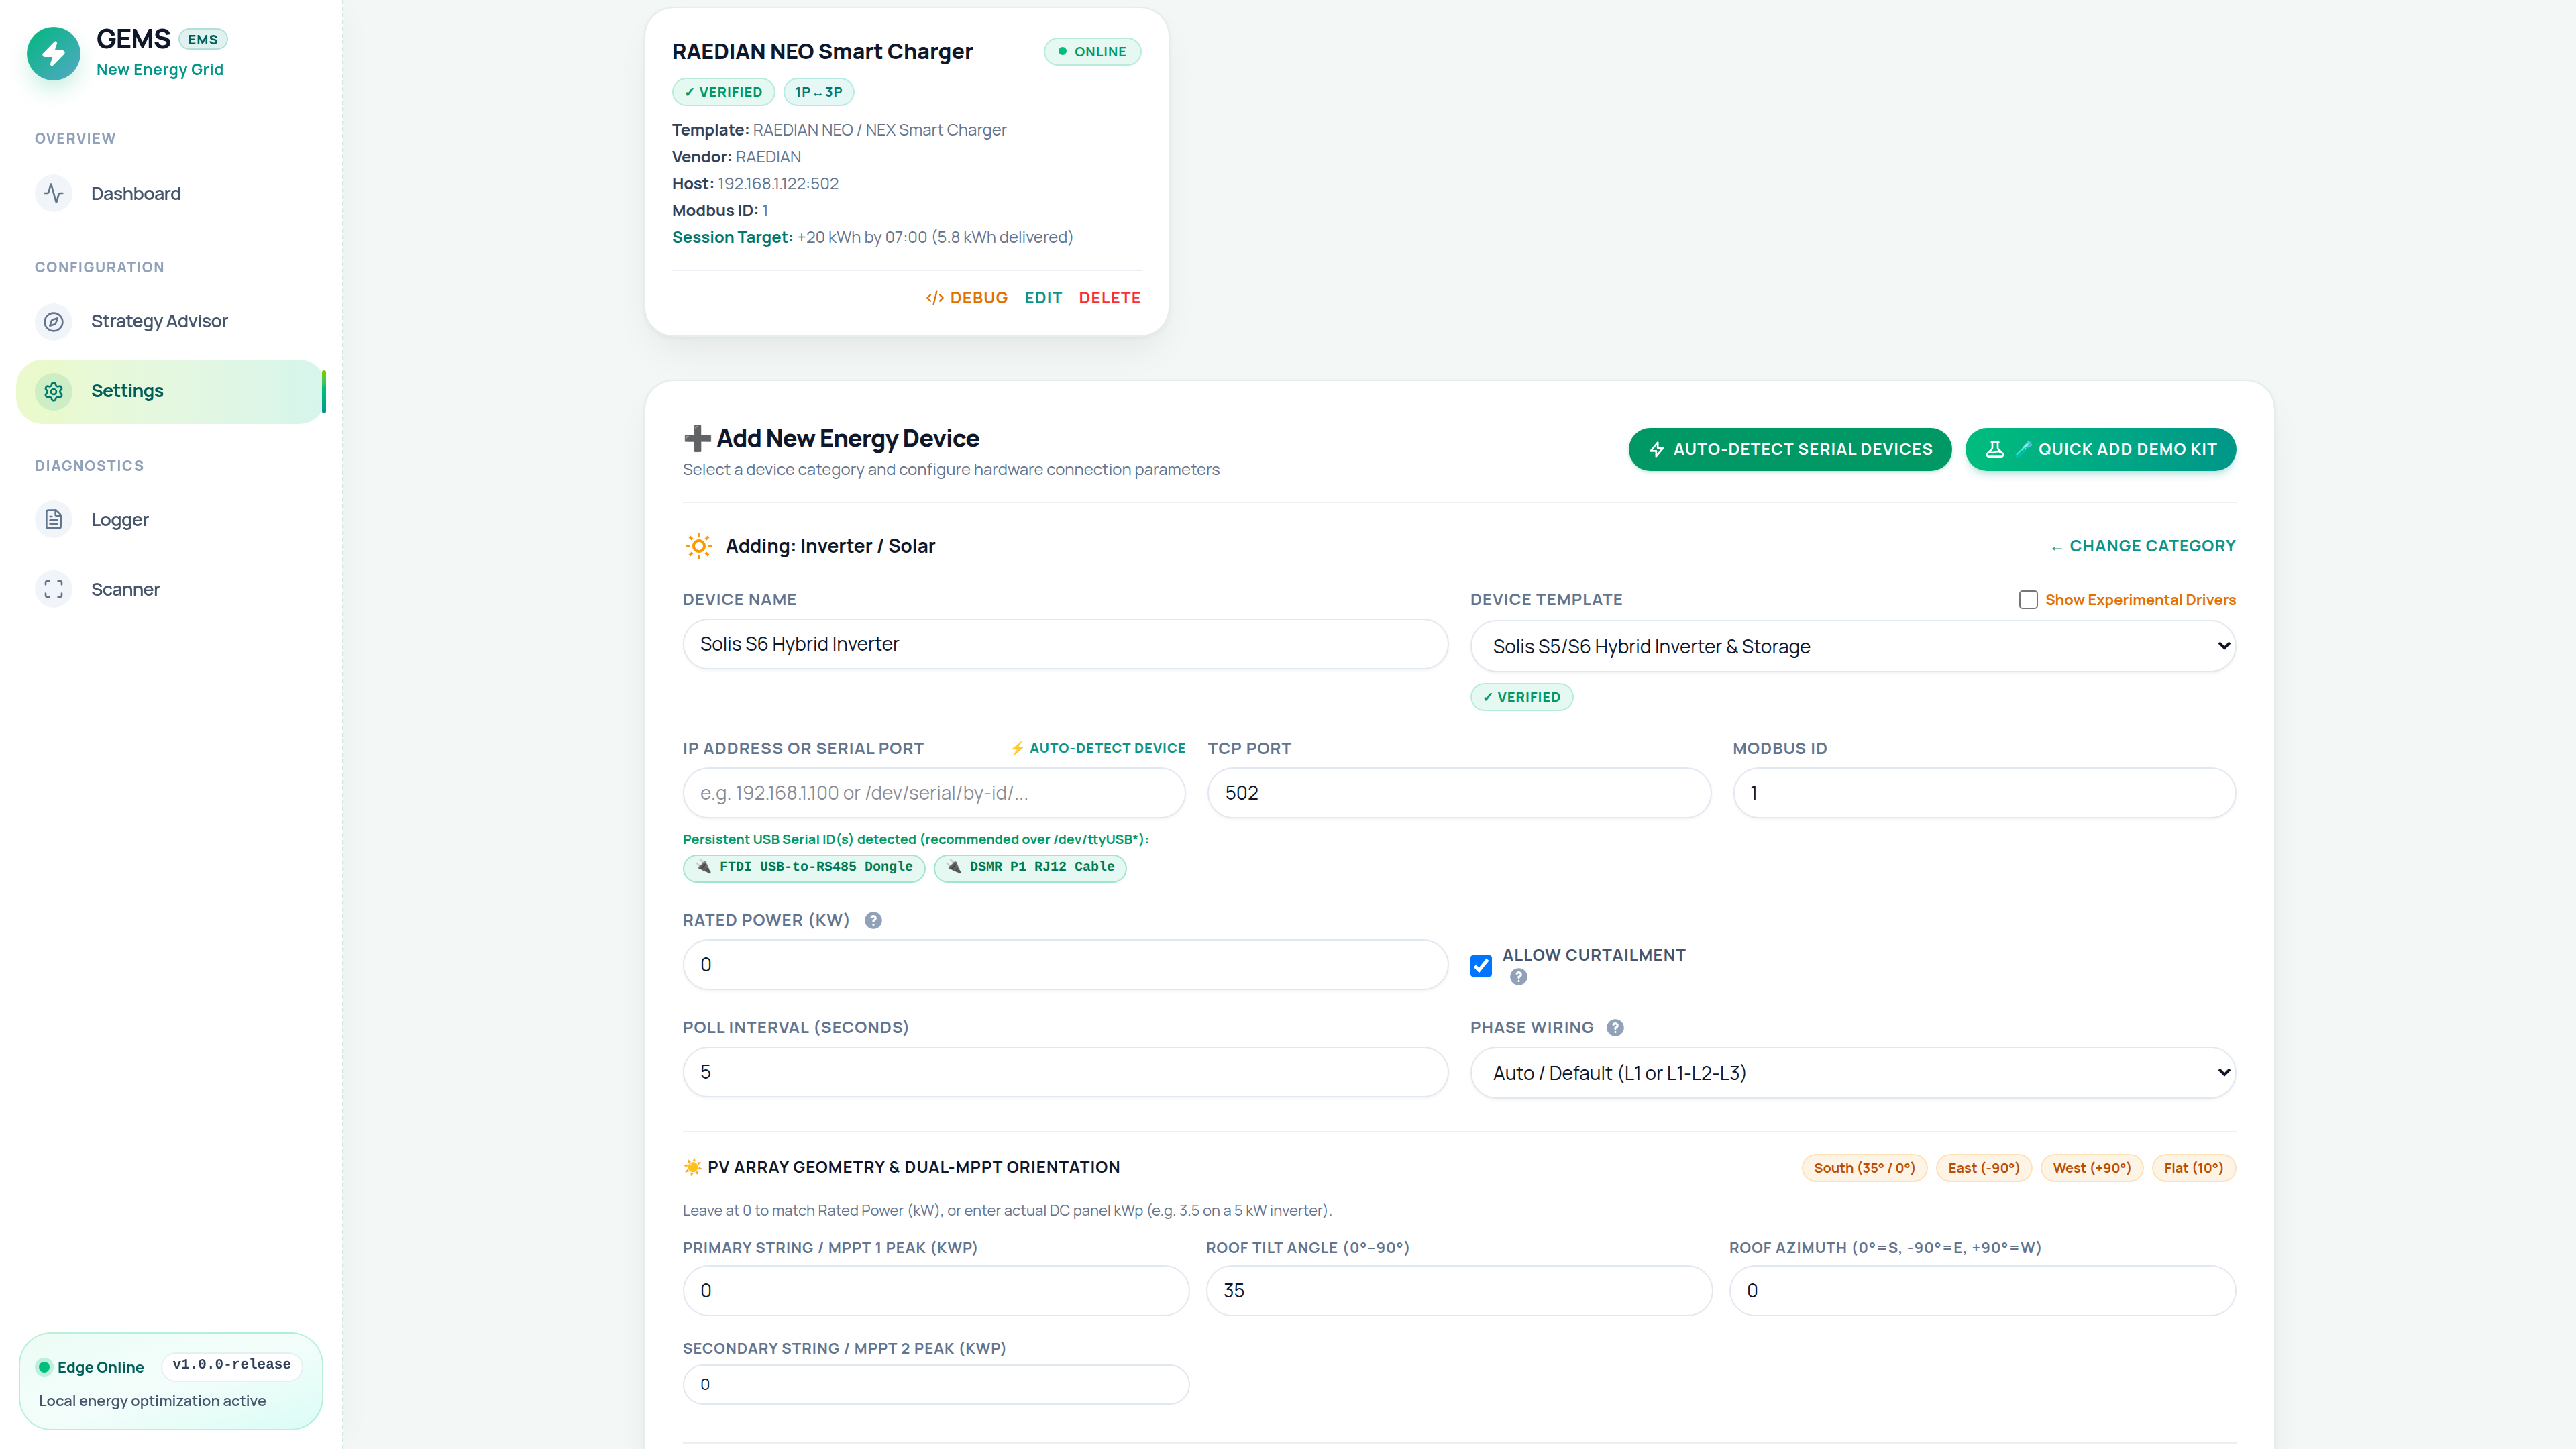 GEMS EMS
New Energy Grid
OVERVIEW
Dashboard
CONFIGURATION
Strategy Advisor
Settings
DIAGNOSTICS
Logger
Scanner
Edge Online v1.0.0-release
Local energy optimization active
RAEDIAN NEO Smart Charger ONLINE
✓ VERIFIED 1P↔3P
Template: RAEDIAN NEO / NEX Smart Charger
Vendor: RAEDIAN
Host: 192.168.1.122:502
Modbus ID: 1
Session Target: +20 kWh by 07:00 (5.8 kWh delivered)
</> DEBUG EDIT DELETE
➕ Add New Energy Device
Select a device category and configure hardware connection parameters
AUTO-DETECT SERIAL DEVICES
🧪 QUICK ADD DEMO KIT
Adding: Inverter / Solar
← CHANGE CATEGORY
DEVICE NAME
Solis S6 Hybrid Inverter
DEVICE TEMPLATE
Show Experimental Drivers
Solis S5/S6 Hybrid Inverter & Storage
✓ VERIFIED
IP ADDRESS OR SERIAL PORT ⚡ AUTO-DETECT DEVICE
e.g. 192.168.1.100 or /dev/serial/by-id/...
TCP PORT
502
MODBUS ID
1
Persistent USB Serial ID(s) detected (recommended over /dev/ttyUSB*):
🔌 FTDI USB-to-RS485 Dongle 🔌 DSMR P1 RJ12 Cable
RATED POWER (KW) ?
0
ALLOW CURTAILMENT
?
POLL INTERVAL (SECONDS)
5
PHASE WIRING ?
Auto / Default (L1 or L1-L2-L3)
☀️ PV ARRAY GEOMETRY & DUAL-MPPT ORIENTATION
South (35° / 0°) East (-90°) West (+90°) Flat (10°)
Leave at 0 to match Rated Power (kW), or enter actual DC panel kWp (e.g. 3.5 on a 5 kW inverter).
PRIMARY STRING / MPPT 1 PEAK (KWP)
0
ROOF TILT ANGLE (0°–90°)
35
ROOF AZIMUTH (0°=S, -90°=E, +90°=W)
0
SECONDARY STRING / MPPT 2 PEAK (KWP)
0